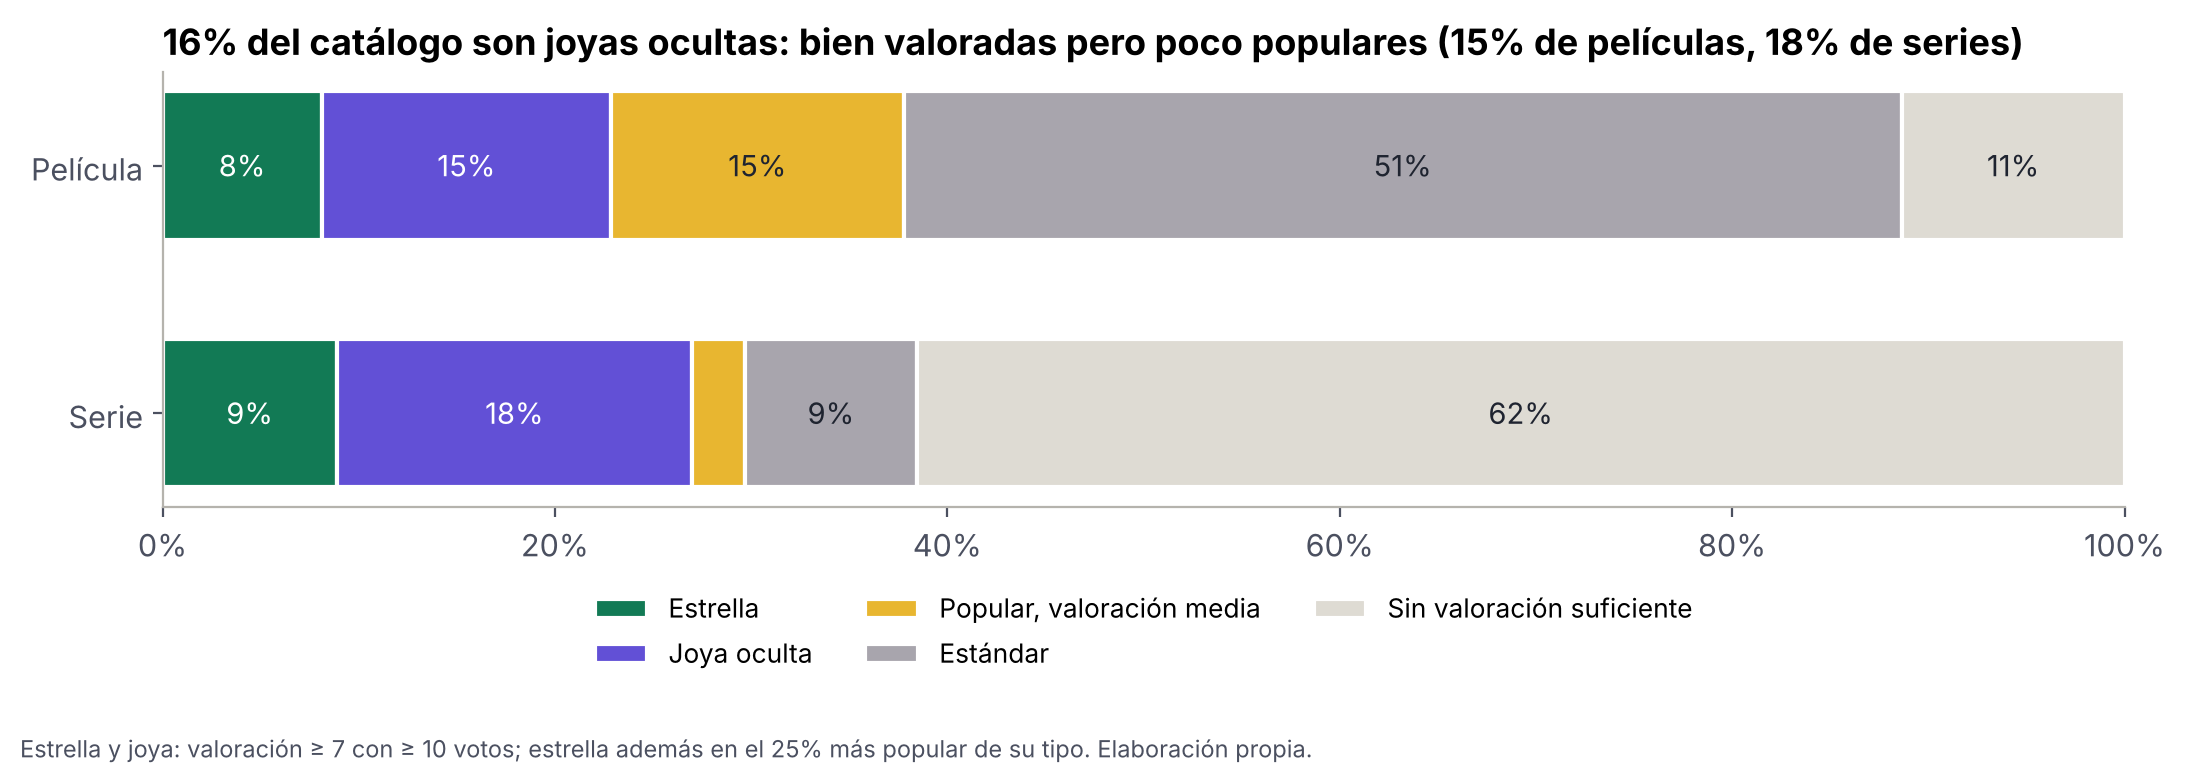 16% del catálogo son joyas ocultas: bien valoradas pero poco populares (15% de películas, 18% de series)
Película
8%
15%
15%
51%
11%
Serie
9%
18%
9%
62%
0%
20%
40%
60%
80%
100%
Estrella
Joya oculta
Popular, valoración media
Estándar
Sin valoración suficiente
Estrella y joya: valoración ≥ 7 con ≥ 10 votos; estrella además en el 25% más popular de su tipo. Elaboración propia.